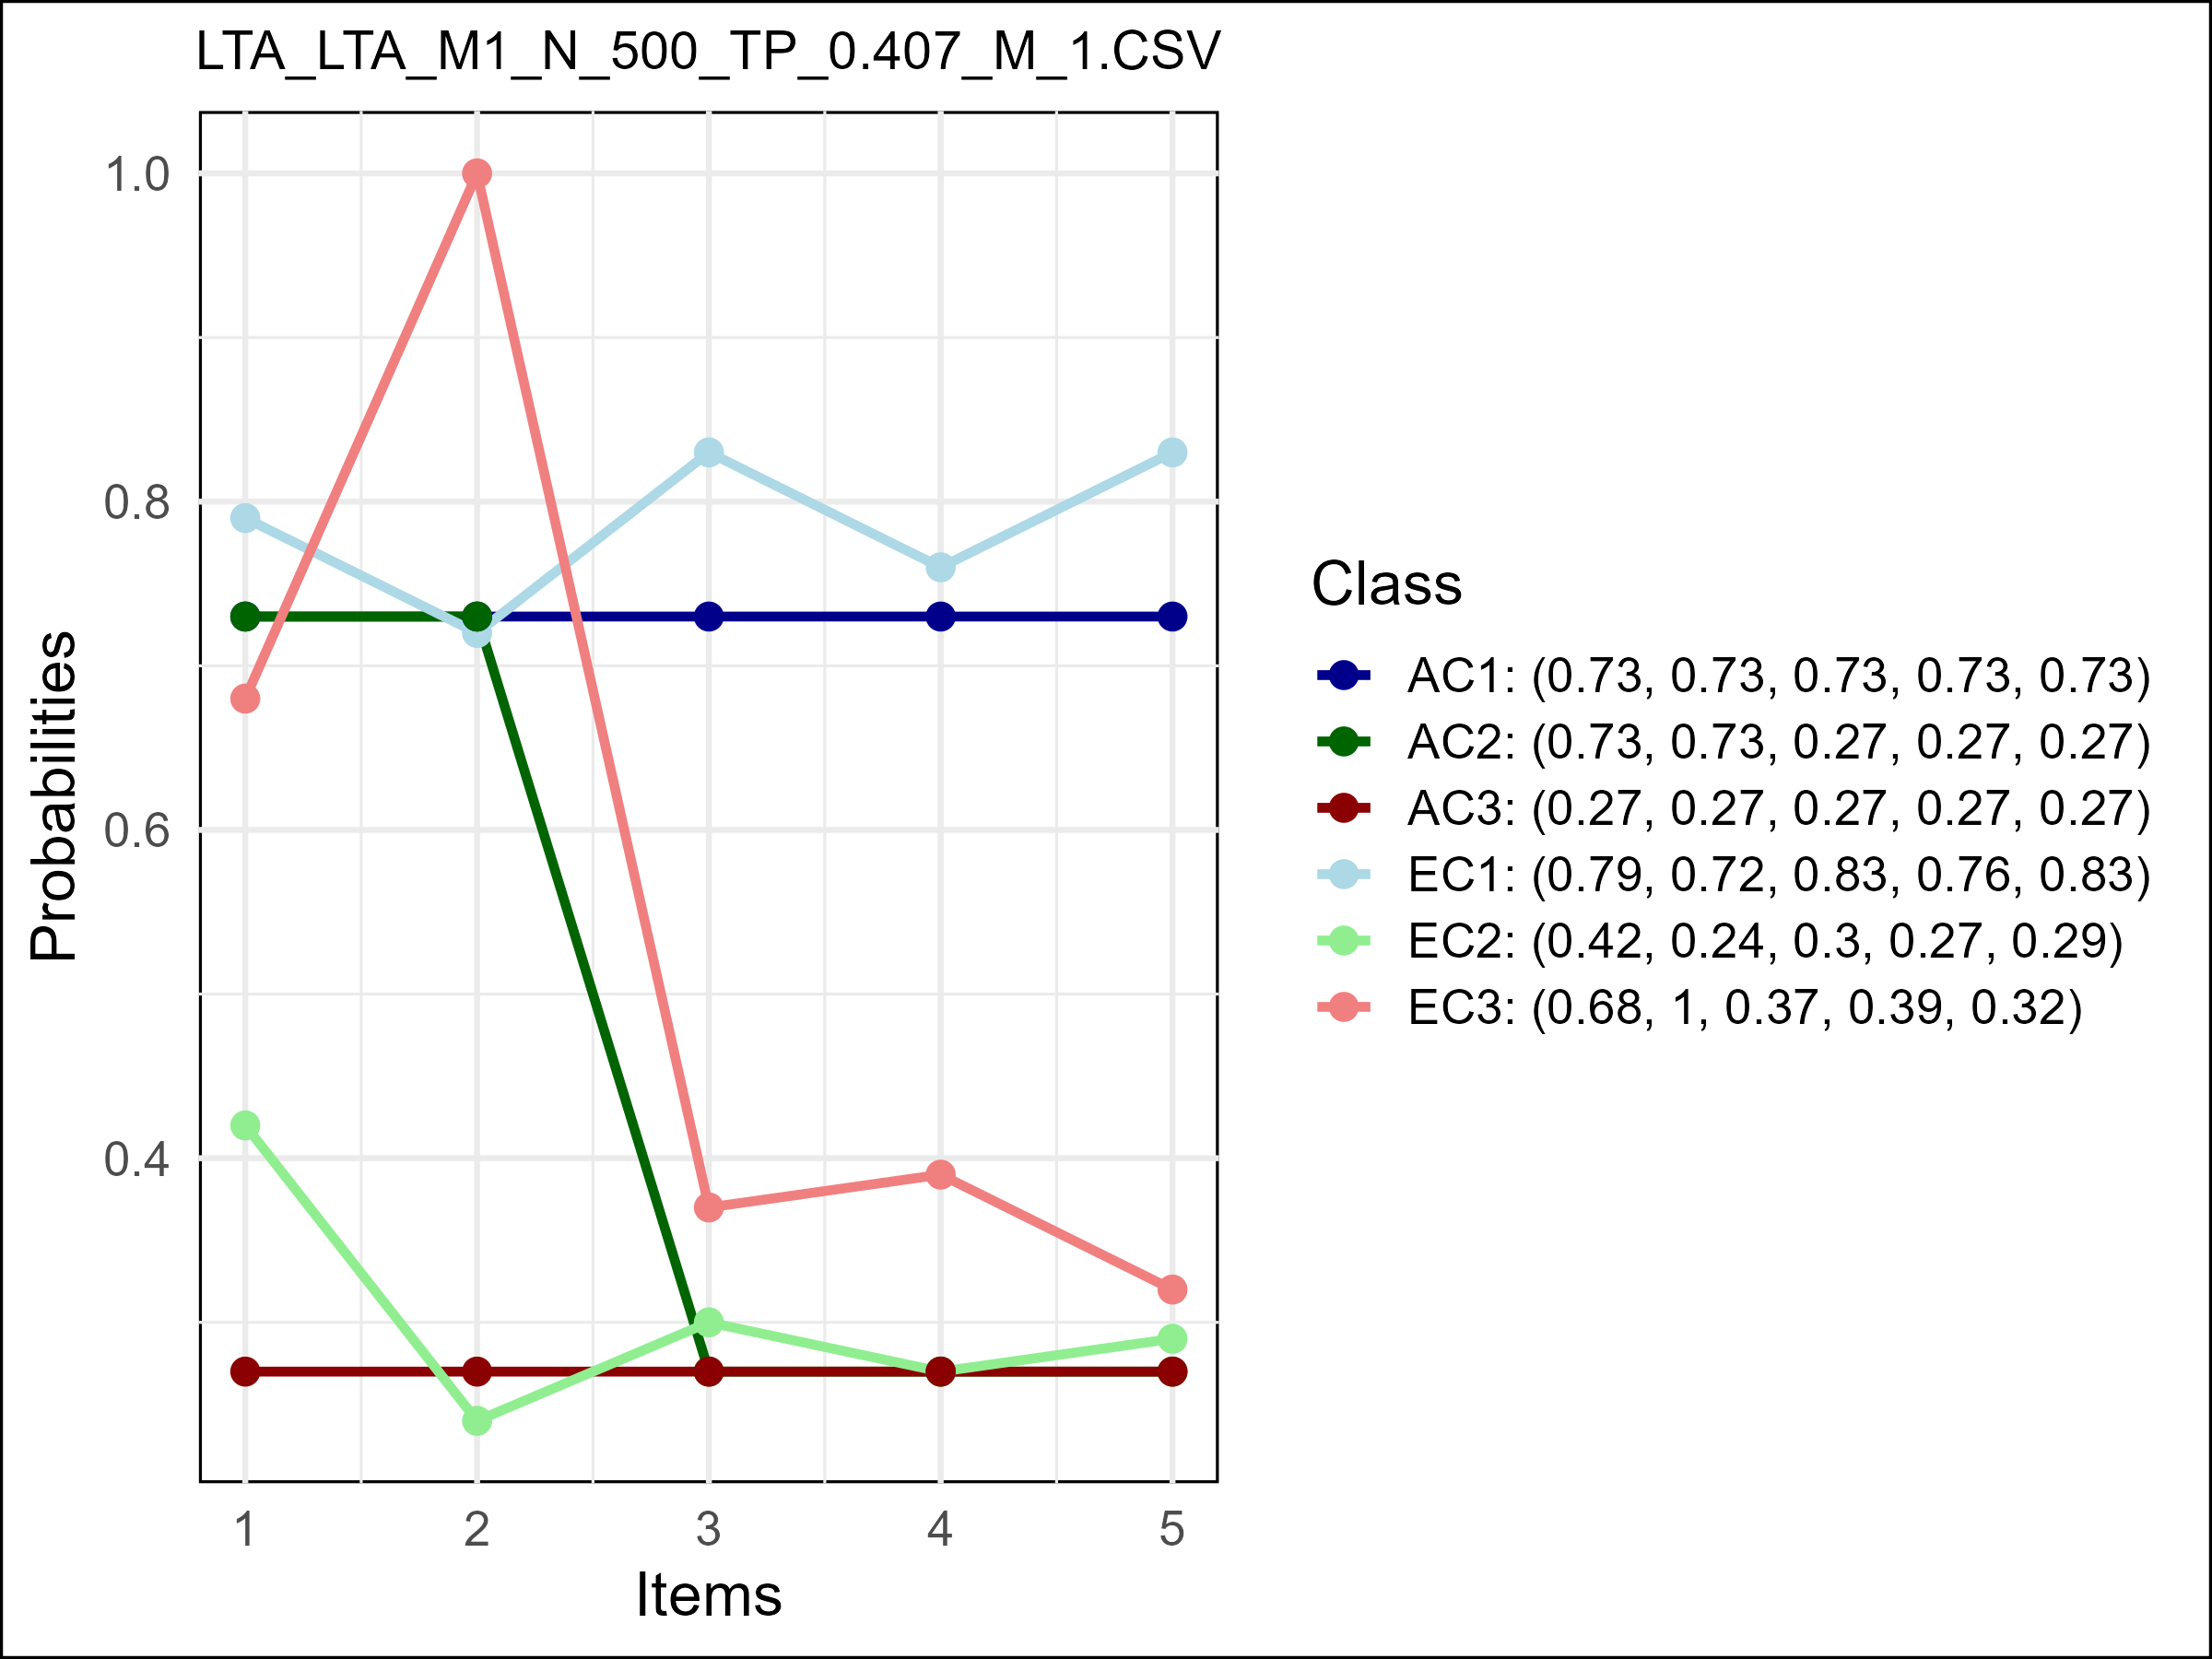 LTA_LTA_M1_N_500_TP_0.407_M_1.CSV
1.0
0.8
0.6
0.4
Probabilities
1 2 3 4 5
Items
Class
AC1: (0.73, 0.73, 0.73, 0.73, 0.73)
AC2: (0.73, 0.73, 0.27, 0.27, 0.27)
AC3: (0.27, 0.27, 0.27, 0.27, 0.27)
EC1: (0.79, 0.72, 0.83, 0.76, 0.83)
EC2: (0.42, 0.24, 0.3, 0.27, 0.29)
EC3: (0.68, 1, 0.37, 0.39, 0.32)